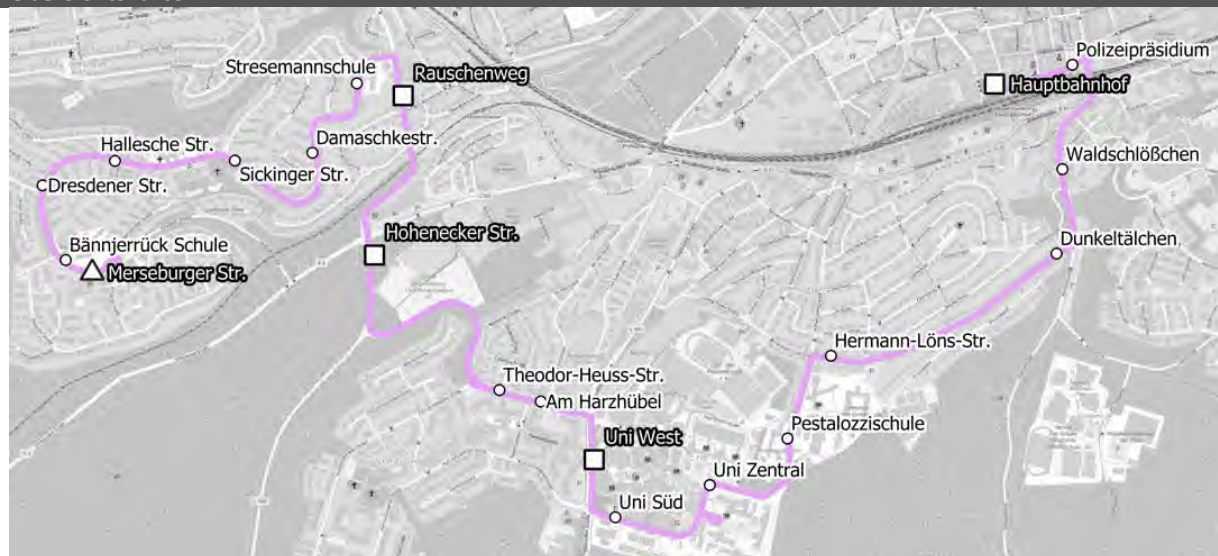 Polizeipräsidium
Stresemannschule
Rauschenweg
Hauptbahnhof
Damaschkestr.
Hallesche Str.
Waldschlößchen
Sickinger Str.
Dresdener Str.
Hohenecker Str.
Bännjerrück Schule
Dunkeltälchen
Merseburger Str.
Hermann-Löns-Str.
Theodor-Heuss-Str.
Am Harzhübel
Pestalozzischule
Uni West
Uni Zentral
Uni Süd